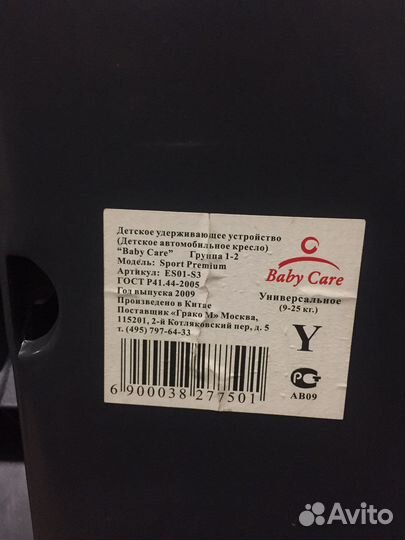 Детское удерживающее устройство
(Детское автомобильное кресло)
"Baby Care" Группа 1-2
Модель: Sport Premium
Артикул: ES01-S3
ГОСТ Р41.44-2005
Год выпуска 2009
Произведено в Китае
Поставщик «Грако М» Москва,
115201, 2-й Котляковский пер, д. 5
т. (495) 797-64-33
6 900038 277501
Baby Care
Универсальное
(9-25 кг.)
Y
РСТ
АВ09
Avito